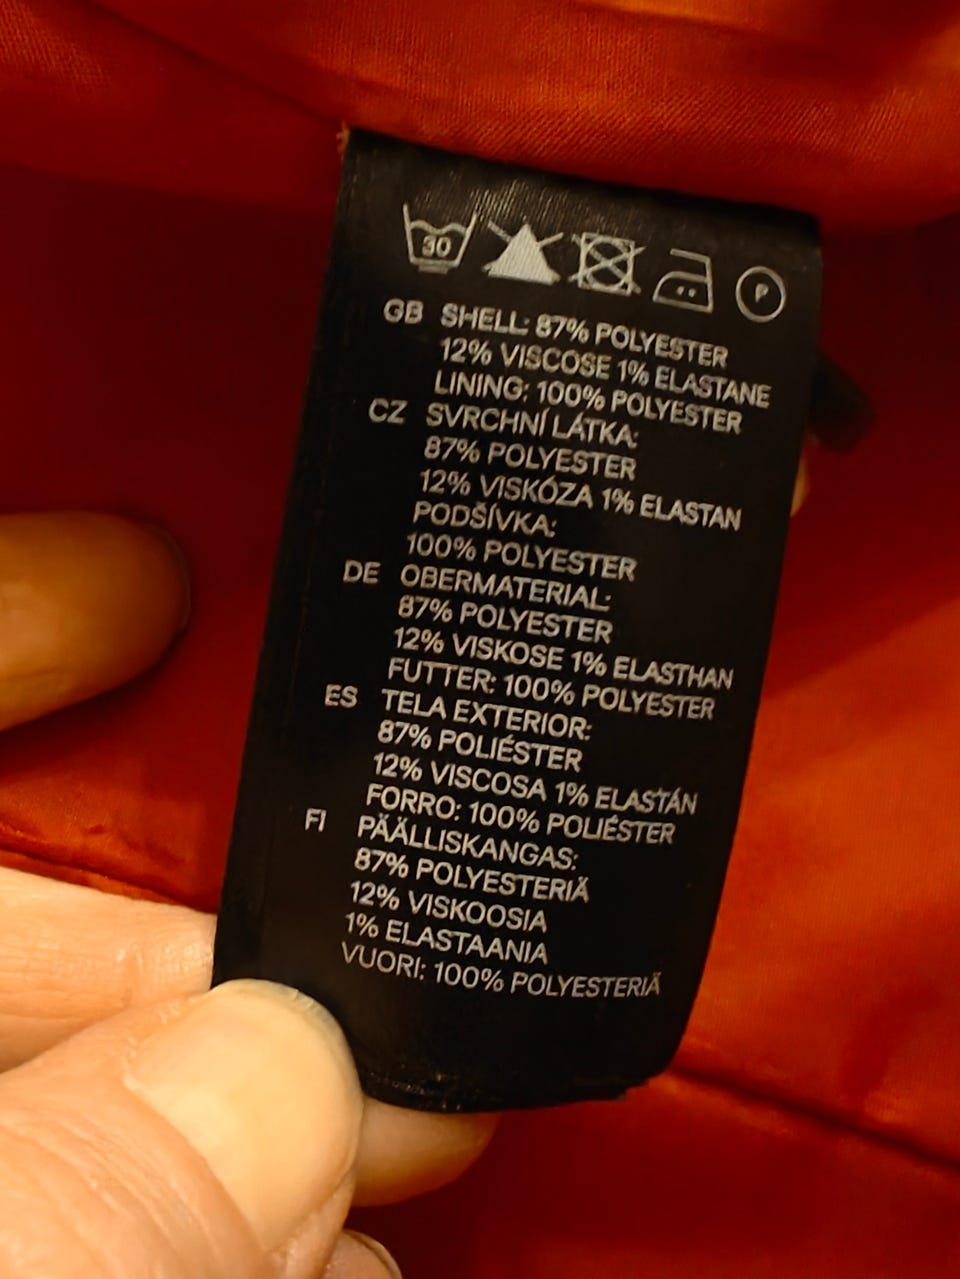 30
P
GB SHELL: 87% POLYESTER
12% VISCOSE 1% ELASTANE
LINING: 100% POLYESTER
CZ SVRCHNÍ LÁTKA:
87% POLYESTER
12% VISKÓZA 1% ELASTAN
PODŠÍVKA:
100% POLYESTER
DE OBERMATERIAL:
87% POLYESTER
12% VISKOSE 1% ELASTHAN
FUTTER: 100% POLYESTER
ES TELA EXTERIOR:
87% POLIÉSTER
12% VISCOSA 1% ELASTÁN
FORRO: 100% POLIÉSTER
FI PÄÄLLISKANGAS:
87% POLYESTERIÄ
12% VISKOOSIA
1% ELASTAANIA
VUORI: 100% POLYESTERIÄ